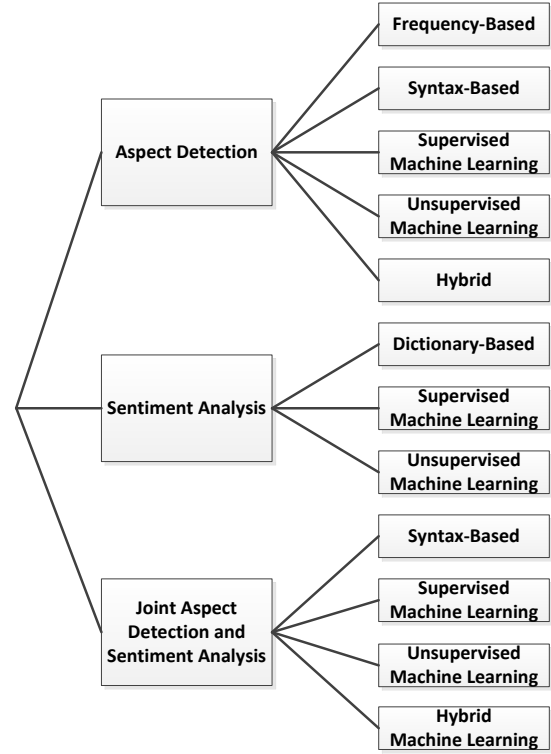 Frequency-Based
Syntax-Based
Aspect Detection
Supervised
Machine Learning
Unsupervised
Machine Learning
Hybrid
Dictionary-Based
Sentiment Analysis
Supervised
Machine Learning
Unsupervised
Machine Learning
Syntax-Based
Joint Aspect
Detection and
Sentiment Analysis
Supervised
Machine Learning
Unsupervised
Machine Learning
Hybrid
Machine Learning